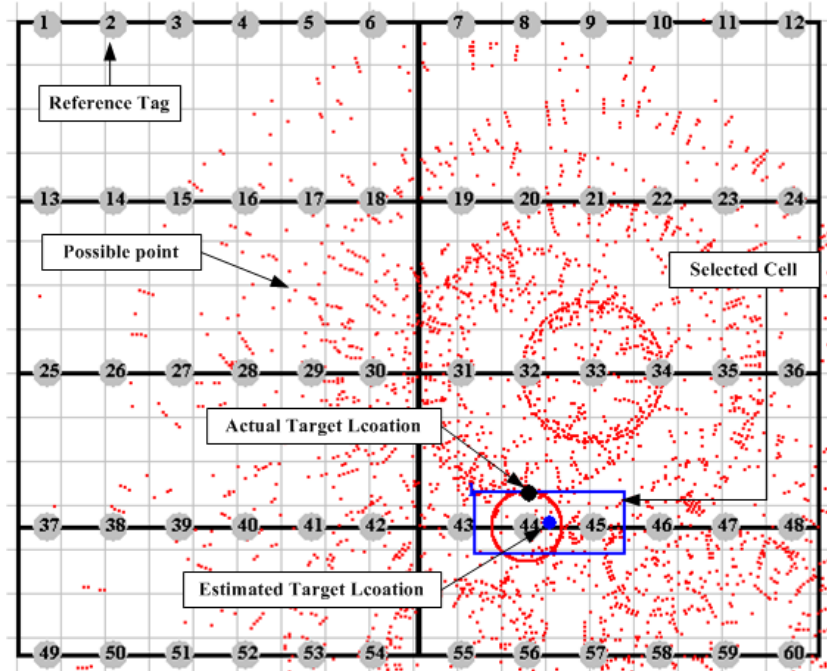 1 2 3 4 5 6 7 8 9 10 11 12
Reference Tag
13 14 15 16 17 18 19 20 21 22 23 24
Possible point
Selected Cell
25 26 27 28 29 30 31 32 33 34 35 36
Actual Target Lcoation
37 38 39 40 41 42 43 44 45 46 47 48
Estimated Target Lcoation
49 50 51 52 53 54 55 56 57 58 59 60